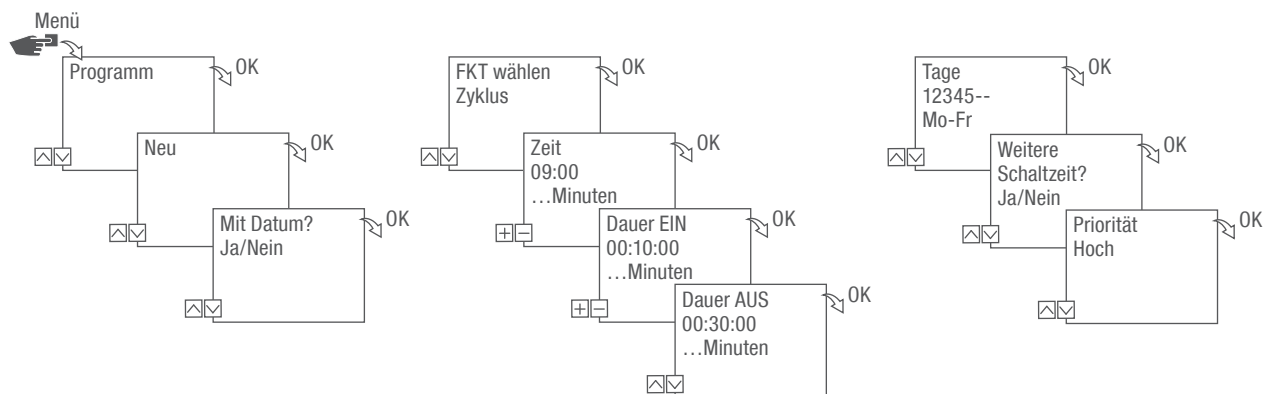 Menü
Programm
OK
Neu
OK
Mit Datum?
Ja/Nein
OK
FKT wählen
Zyklus
OK
Zeit
09:00
…Minuten
OK
Dauer EIN
00:10:00
…Minuten
OK
Dauer AUS
00:30:00
…Minuten
OK
Tage
12345--
Mo-Fr
OK
Weitere
Schaltzeit?
Ja/Nein
OK
Priorität
Hoch
OK